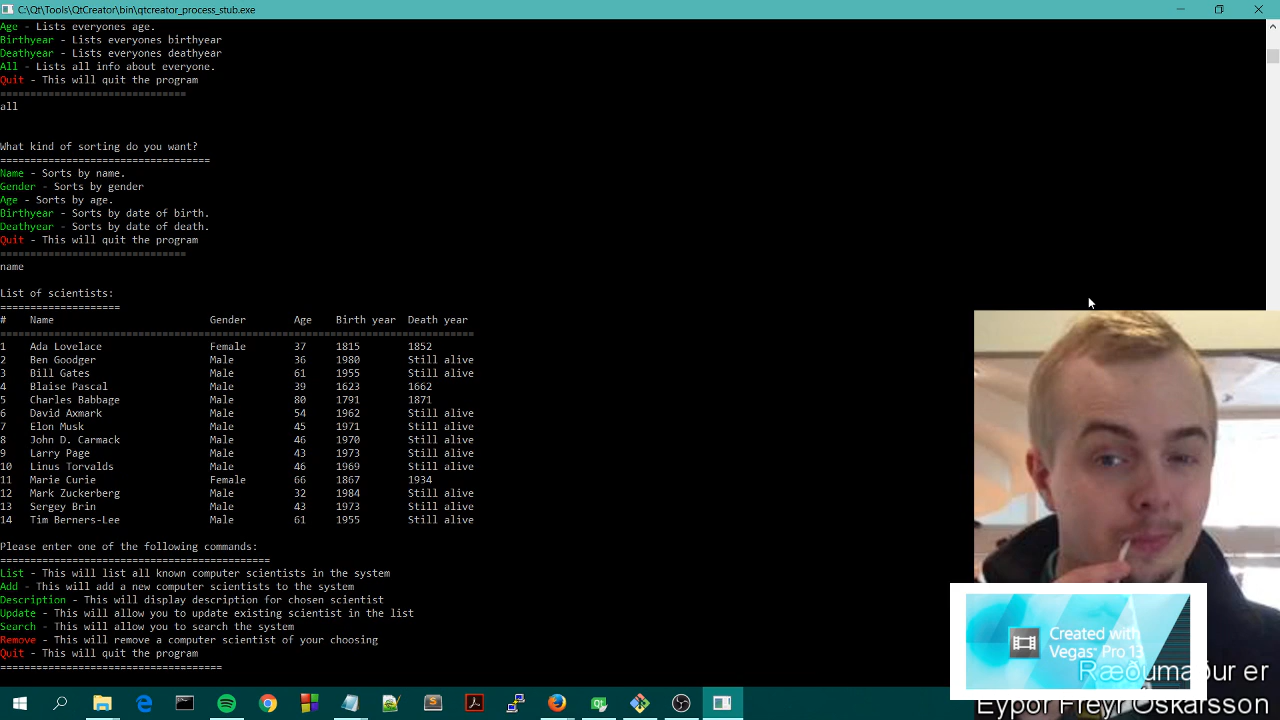 C:\Qt\Tools\QtCreator\bin\qtcreator_process_stub.exe
Age - Lists everyones age.
Birthyear - Lists everyones birthyear
Deathyear - Lists everyones deathyear
All - Lists all info about everyone.
Quit - This will quit the program
===============================
all
What kind of sorting do you want?
===================================
Name - Sorts by name.
Gender - Sorts by gender
Age - Sorts by age.
Birthyear - Sorts by date of birth.
Deathyear - Sorts by date of death.
Quit - This will quit the program
===============================
name
List of scientists:
====================
# Name Gender Age Birth year Death year
===============================================================================
1 Ada Lovelace Female 37 1815 1852
2 Ben Goodger Male 36 1980 Still alive
3 Bill Gates Male 61 1955 Still alive
4 Blaise Pascal Male 39 1623 1662
5 Charles Babbage Male 80 1791 1871
6 David Axmark Male 54 1962 Still alive
7 Elon Musk Male 45 1971 Still alive
8 John D. Carmack Male 46 1970 Still alive
9 Larry Page Male 43 1973 Still alive
10 Linus Torvalds Male 46 1969 Still alive
11 Marie Curie Female 66 1867 1934
12 Mark Zuckerberg Male 32 1984 Still alive
13 Sergey Brin Male 43 1973 Still alive
14 Tim Berners-Lee Male 61 1955 Still alive
Please enter one of the following commands:
=============================================
List - This will list all known computer scientists in the system
Add - This will add a new computer scientists to the system
Description - This will display description for chosen scientist
Update - This will allow you to update existing scientist in the list
Search - This will allow you to search the system
Remove - This will remove a computer scientist of your choosing
Quit - This will quit the program
=====================================
Created with
Vegas™ Pro 13
Ræðumaður er
Eyþor Freyr Óskarsson